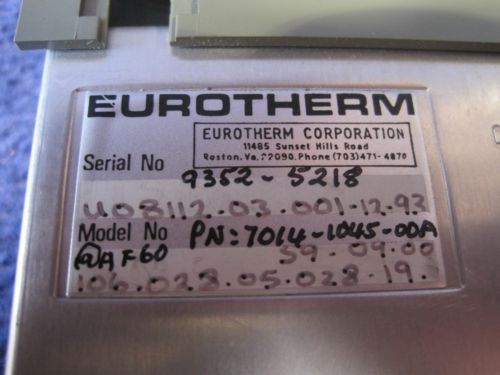 EUROTHERM
EUROTHERM CORPORATION
11485 Sunset Hills Road
Reston, Va. 22090. Phone (703) 471-4870
Serial No
9352-5218
U08112.03.001-12-93
Model No PN: 7014-1045-00A
@AF60 S9-09.00
106.028.05.028-19.